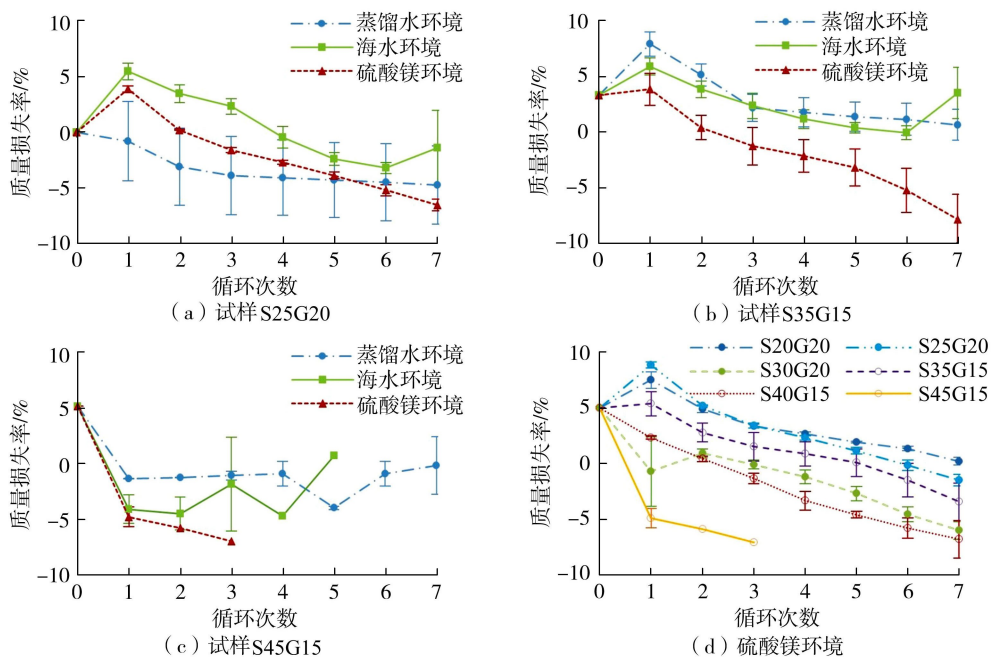 质量损失率/%
10
5
0
−5
−10
蒸馏水环境
海水环境
硫酸镁环境
0 1 2 3 4 5 6 7
循环次数
（a）试样S25G20
质量损失率/%
10
5
0
−5
−10
蒸馏水环境
海水环境
硫酸镁环境
0 1 2 3 4 5 6 7
循环次数
（b）试样S35G15
质量损失率/%
10
5
0
−5
−10
蒸馏水环境
海水环境
硫酸镁环境
0 1 2 3 4 5 6 7
循环次数
（c）试样S45G15
质量损失率/%
10
5
0
−5
−10
S20G20 S25G20
S30G20 S35G15
S40G15 S45G15
0 1 2 3 4 5 6 7
循环次数
（d）硫酸镁环境